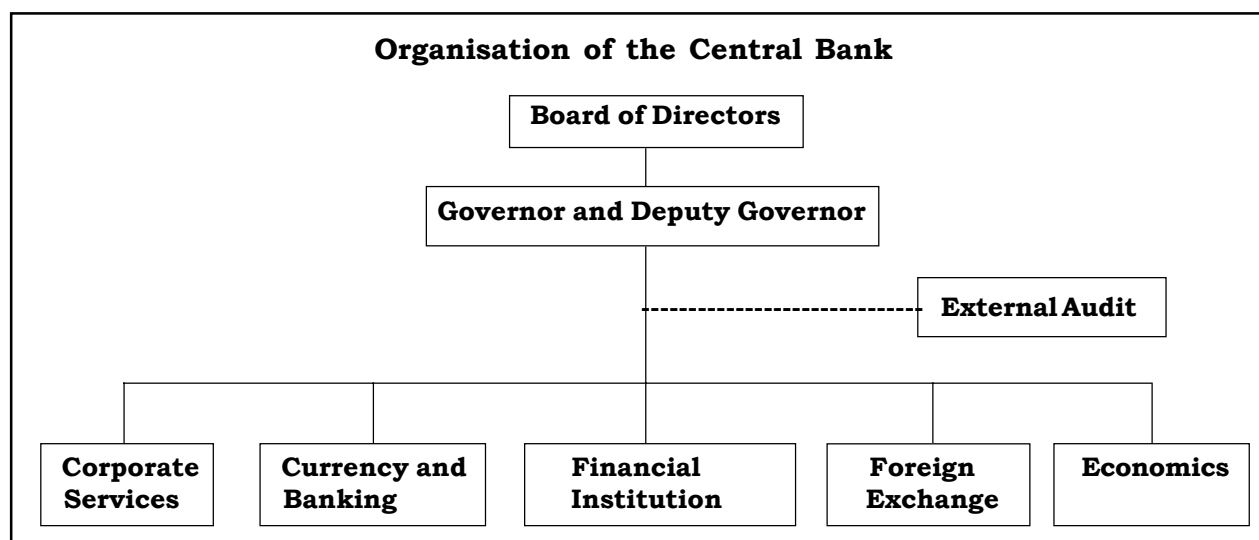 Organisation of the Central Bank
Board of Directors
Governor and Deputy Governor
External Audit
Corporate
Services
Currency and
Banking
Financial
Institution
Foreign
Exchange
Economics